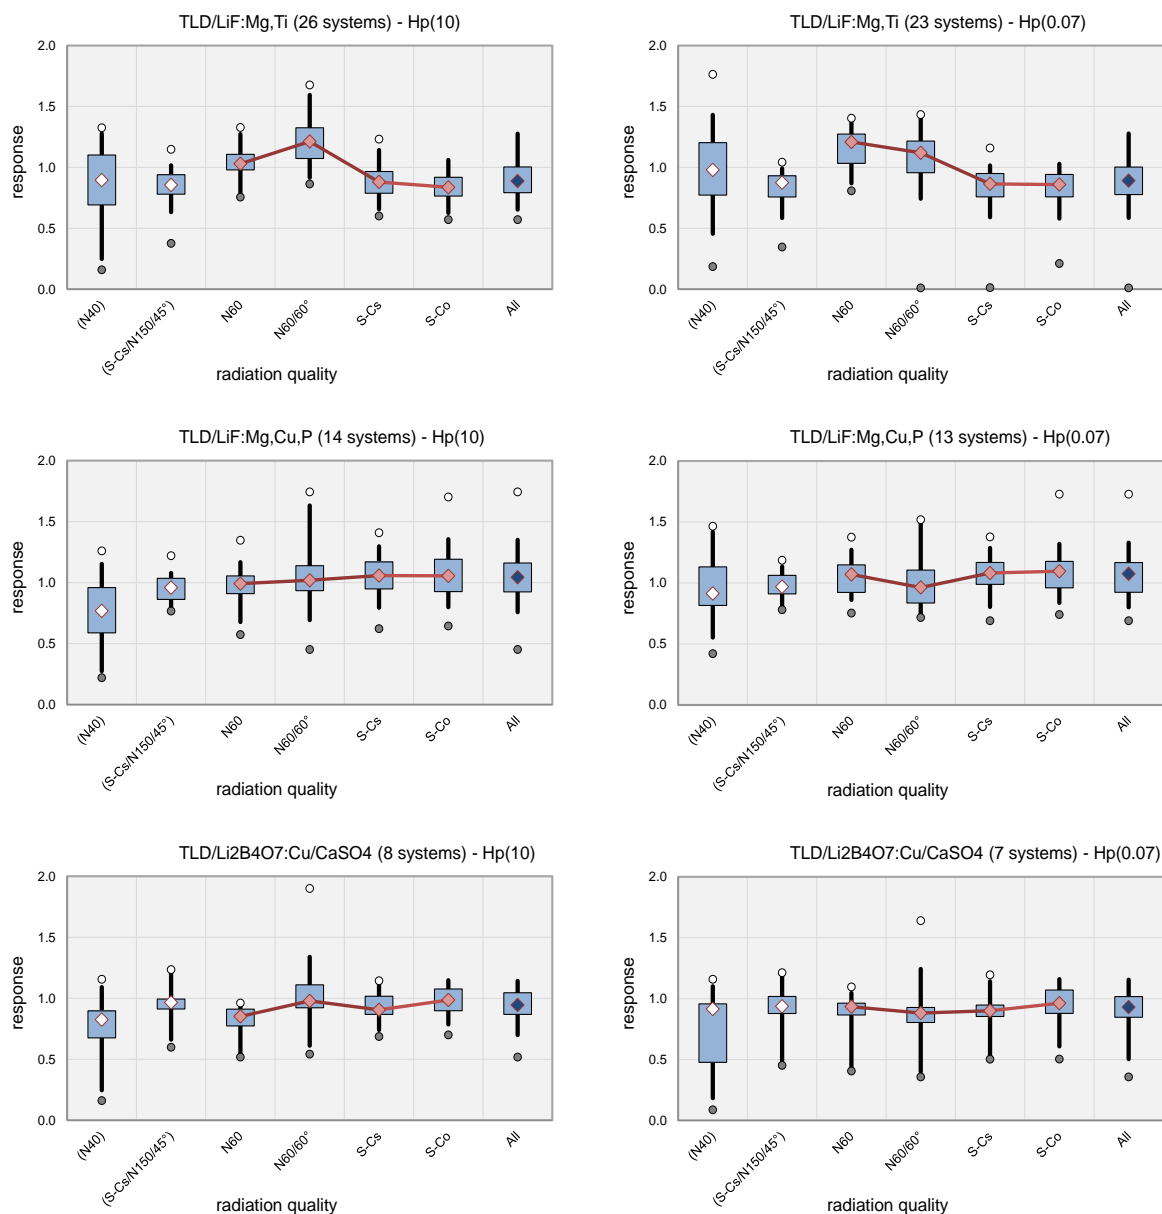 TLD/LiF:Mg,Ti (26 systems) - Hp(10)
2.0
1.5
1.0
0.5
0.0
response
(N40)
(S-Cs/N150/45°)
N60
N60/60°
S-Cs
S-Co
All
radiation quality
TLD/LiF:Mg,Ti (23 systems) - Hp(0.07)
2.0
1.5
1.0
0.5
0.0
response
(N40)
(S-Cs/N150/45°)
N60
N60/60°
S-Cs
S-Co
All
radiation quality
TLD/LiF:Mg,Cu,P (14 systems) - Hp(10)
2.0
1.5
1.0
0.5
0.0
response
(N40)
(S-Cs/N150/45°)
N60
N60/60°
S-Cs
S-Co
All
radiation quality
TLD/LiF:Mg,Cu,P (13 systems) - Hp(0.07)
2.0
1.5
1.0
0.5
0.0
response
(N40)
(S-Cs/N150/45°)
N60
N60/60°
S-Cs
S-Co
All
radiation quality
TLD/Li2B4O7:Cu/CaSO4 (8 systems) - Hp(10)
2.0
1.5
1.0
0.5
0.0
response
(N40)
(S-Cs/N150/45°)
N60
N60/60°
S-Cs
S-Co
All
radiation quality
TLD/Li2B4O7:Cu/CaSO4 (7 systems) - Hp(0.07)
2.0
1.5
1.0
0.5
0.0
response
(N40)
(S-Cs/N150/45°)
N60
N60/60°
S-Cs
S-Co
All
radiation quality